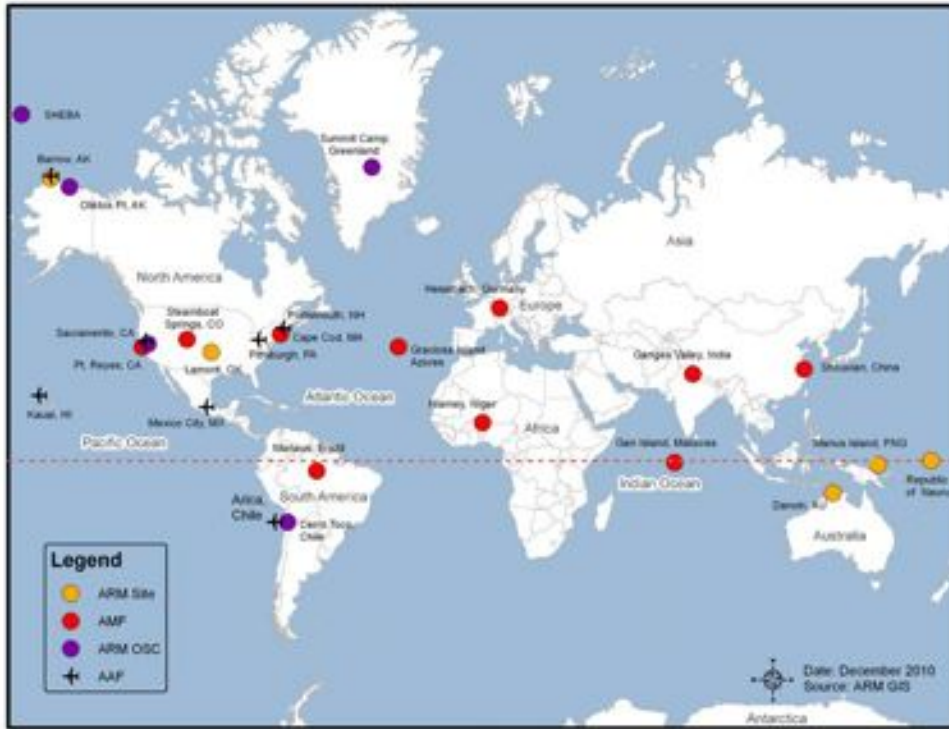 SHEBA
Summit Camp
Greenland
Barrow, AK
Oliktok Pt, AK
Asia
North America
Heselbach, Germany
Europe
Steamboat
Springs, CO
Portsmouth, NH
Sacramento, CA
Cape Cod, MA
Pittsburgh, PA
Graciosa Island
Azores
Pt. Reyes, CA
Lamont, OK
Ganges Valley, India
Shouxian, China
Kauai, HI
Atlantic Ocean
Niamey, Niger
Mexico City, MX
Africa
Pacific Ocean
Gan Island, Maldives
Manus Island, PNG
Manaus, Brazil
Indian Ocean
Republic
of Nauru
South America
Arica,
Chile
Darwin, AU
Cerro Toco,
Chile
Australia
Legend
ARM Site
AMF
ARM OSC
AAF
Date: December 2010
Source: ARM GIS
Antarctica